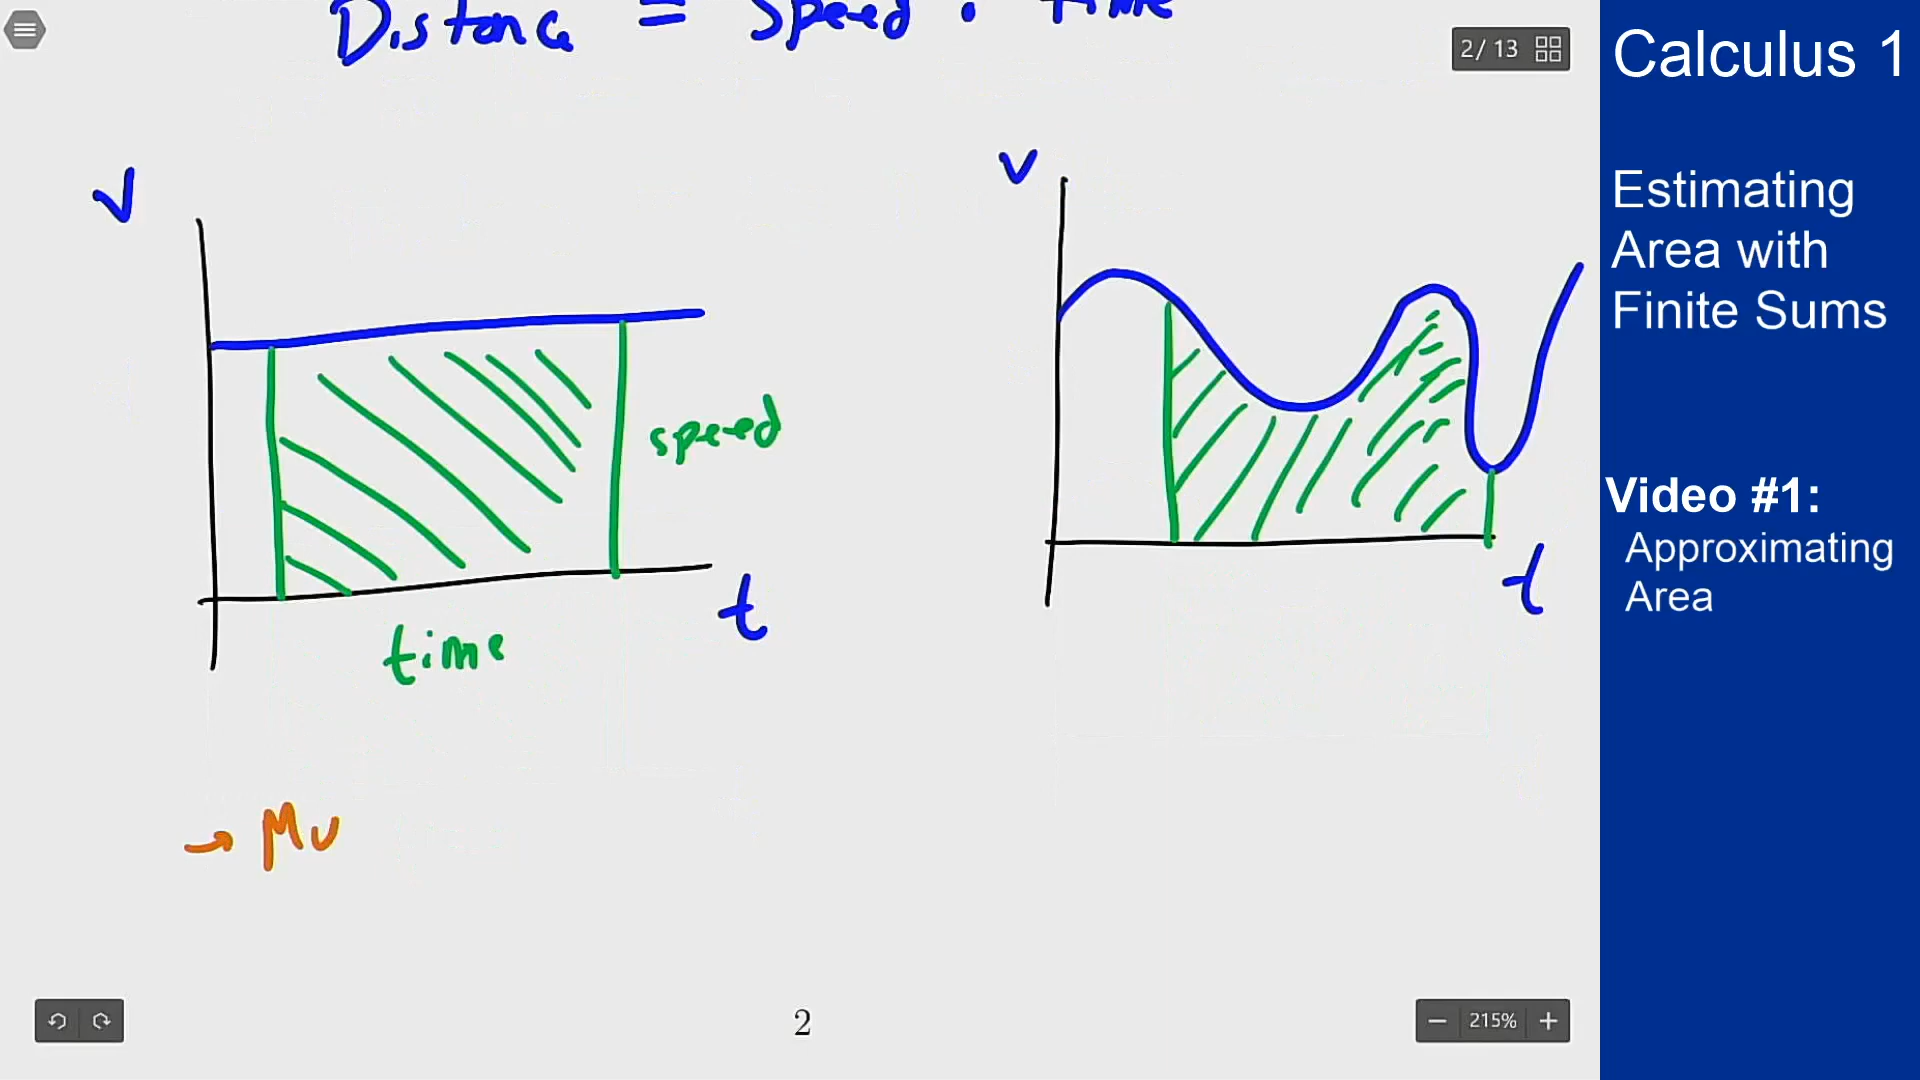 Distance = Speed · time
2/ 13
Calculus 1
Estimating
Area with
Finite Sums
Video #1:
Approximating
Area
v
speed
t
time
v
t
→ Mu
2
215%